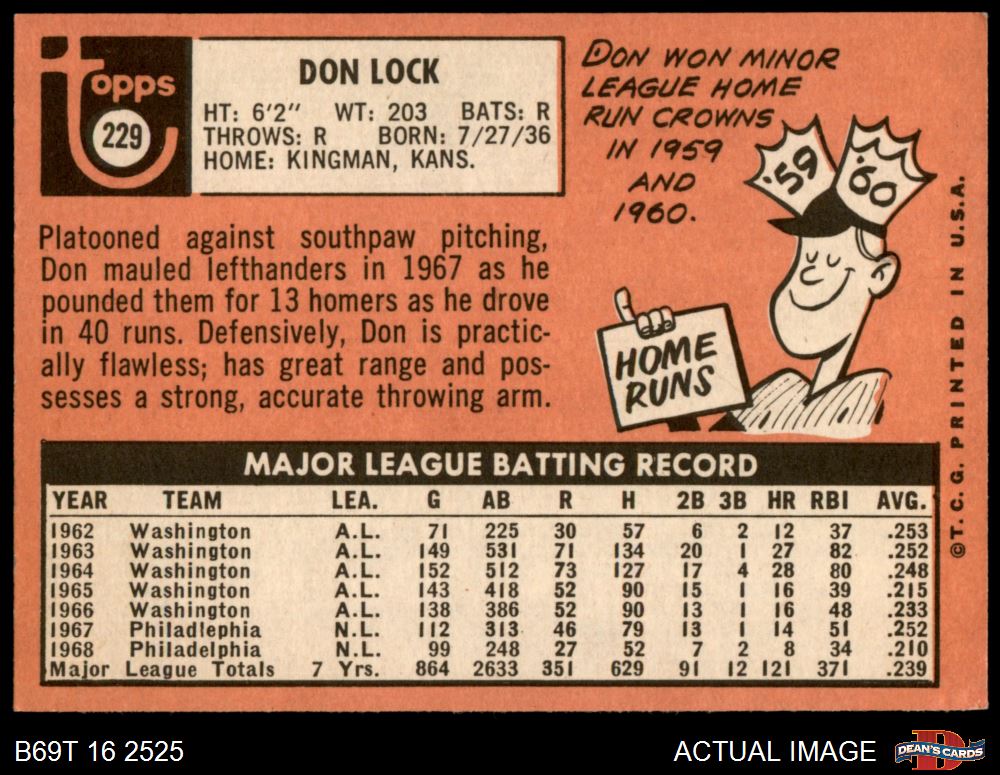 Topps
229
DON LOCK
HT: 6'2" WT: 203 BATS: R
THROWS: R BORN: 7/27/36
HOME: KINGMAN, KANS.
DON WON MINOR
LEAGUE HOME
RUN CROWNS
IN 1959
AND
1960.
'59
'60
HOME
RUNS
Platooned against southpaw pitching,
Don mauled lefthanders in 1967 as he
pounded them for 13 homers as he drove
in 40 runs. Defensively, Don is practic-
ally flawless; has great range and pos-
sesses a strong, accurate throwing arm.
MAJOR LEAGUE BATTING RECORD
YEAR TEAM LEA. G AB R H 2B 3B HR RBI AVG.
1962 Washington A.L. 71 225 30 57 6 2 12 37 .253
1963 Washington A.L. 149 531 71 134 20 1 27 82 .252
1964 Washington A.L. 152 512 73 127 17 4 28 80 .248
1965 Washington A.L. 143 418 52 90 15 1 16 39 .215
1966 Washington A.L. 138 386 52 90 13 1 16 48 .233
1967 Philadlephia N.L. 112 313 46 79 13 1 14 51 .252
1968 Philadelphia N.L. 99 248 27 52 7 2 8 34 .210
Major League Totals 7 Yrs. 864 2633 351 629 91 12 121 371 .239
©T.C.G. PRINTED IN U.S.A.
B69T 16 2525
ACTUAL IMAGE
DEAN'S CARDS